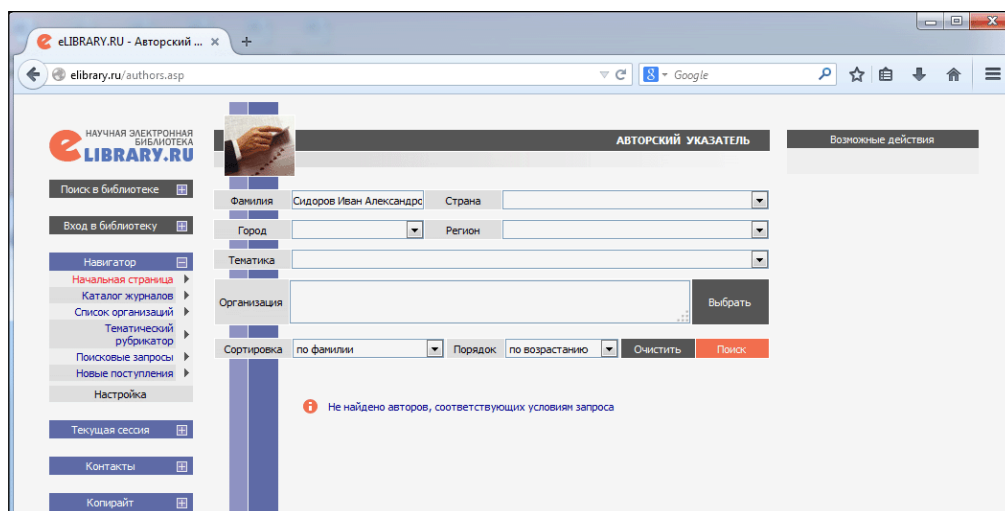 eLIBRARY.RU - Авторский ...
elibrary.ru/authors.asp
Google
НАУЧНАЯ ЭЛЕКТРОННАЯ
БИБЛИОТЕКА
LIBRARY.RU
АВТОРСКИЙ УКАЗАТЕЛЬ
Возможные действия
Поиск в библиотеке
Вход в библиотеку
Навигатор
Начальная страница
Каталог журналов
Список организаций
Тематический
рубрикатор
Поисковые запросы
Новые поступления
Настройка
Текущая сессия
Контакты
Копирайт
Фамилия Сидоров Иван Александрс Страна
Город Регион
Тематика
Организация Выбрать
Сортировка по фамилии Порядок по возрастанию Очистить Поиск
Не найдено авторов, соответствующих условиям запроса